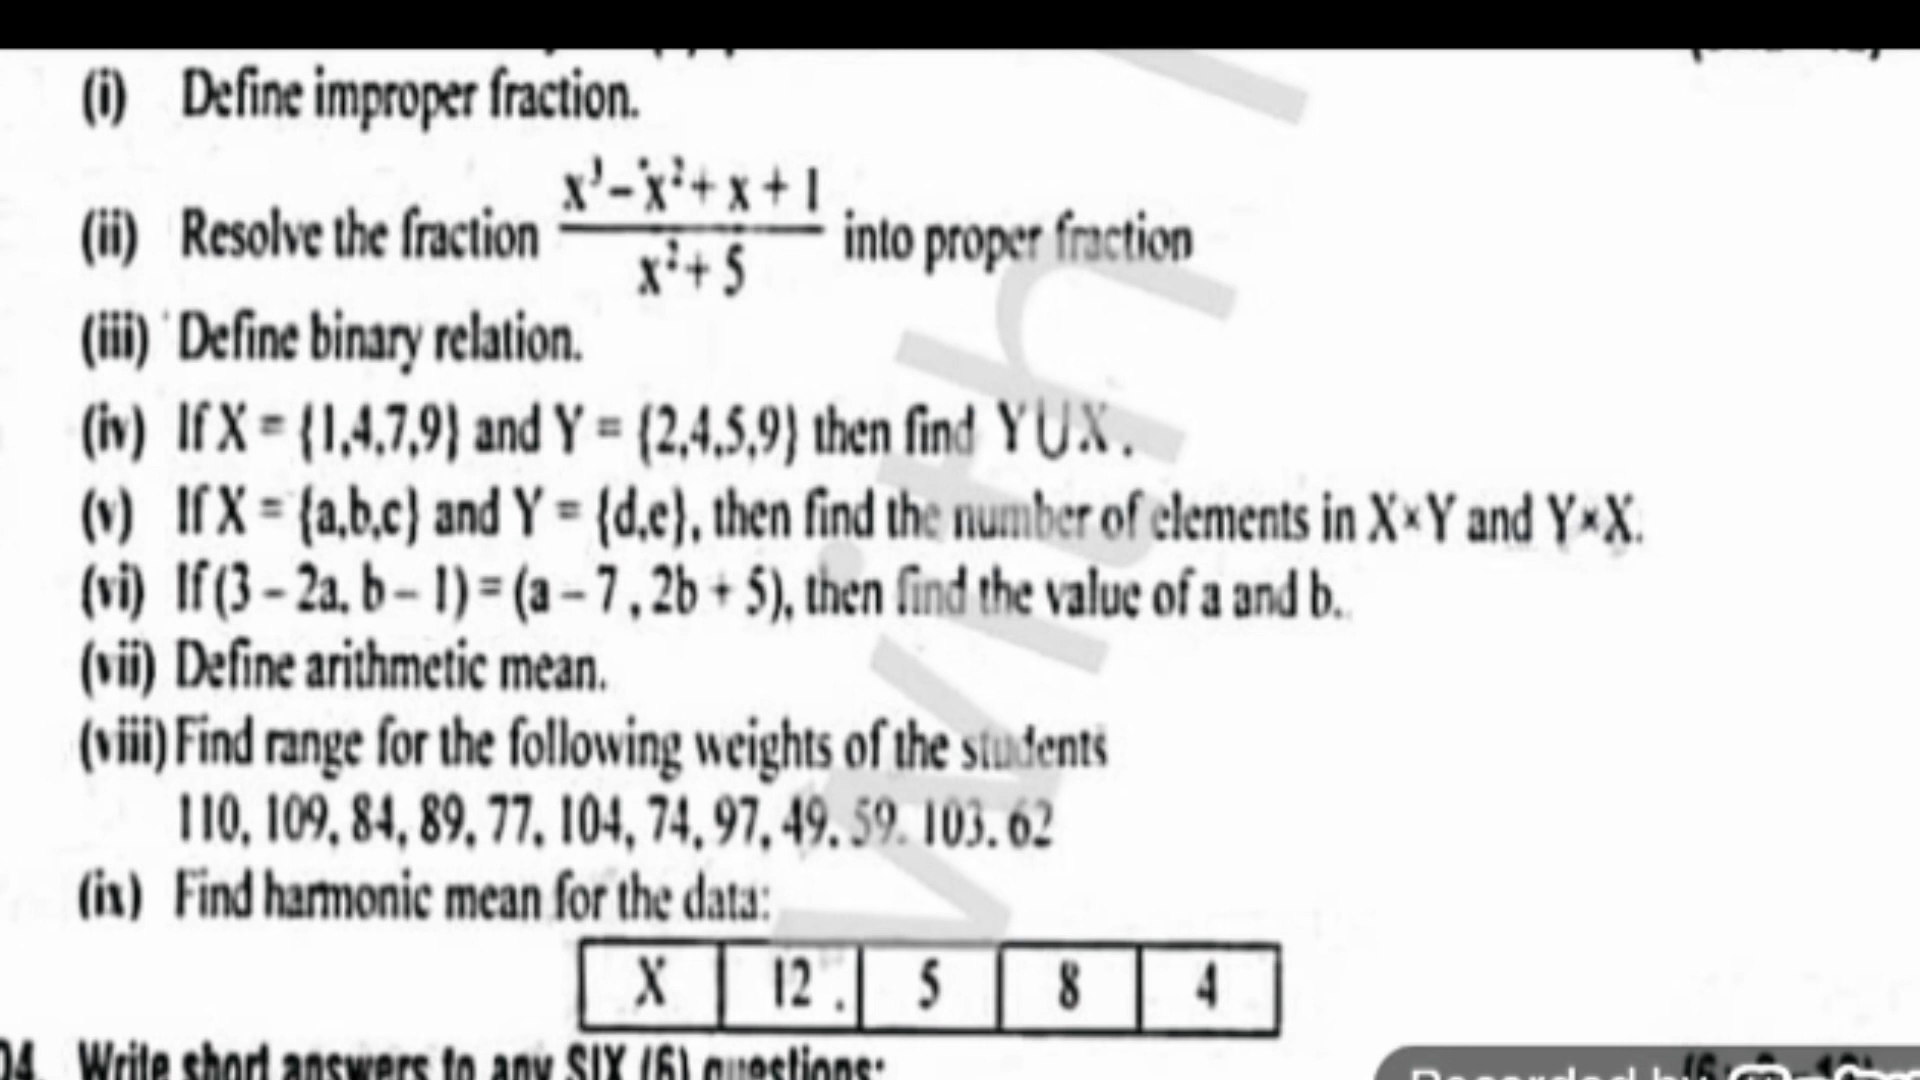 (i) Define improper fraction.
(ii) Resolve the fraction x³ – x² + x + 1 / x² + 5 into proper fraction
(iii) Define binary relation.
(iv) If X = {1,4,7,9} and Y = {2,4,5,9} then find Y∪X.
(v) If X = {a,b,c} and Y = {d,e}, then find the number of elements in X×Y and Y×X.
(vi) If (3 – 2a, b – 1) = (a – 7 , 2b + 5), then find the value of a and b.
(vii) Define arithmetic mean.
(viii) Find range for the following weights of the students
110, 109, 84, 89, 77, 104, 74, 97, 49, 59, 103, 62
(ix) Find harmonic mean for the data:
X 12 5 8 4
Write short answers to any SIX (6) questions:
with